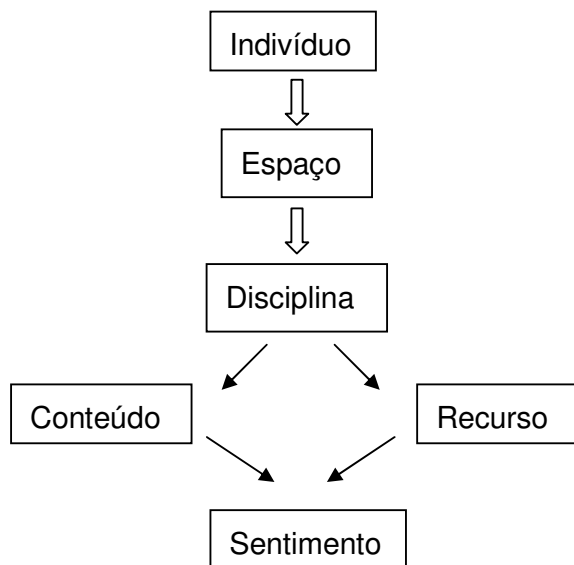 Indivíduo
Espaço
Disciplina
Conteúdo
Recurso
Sentimento